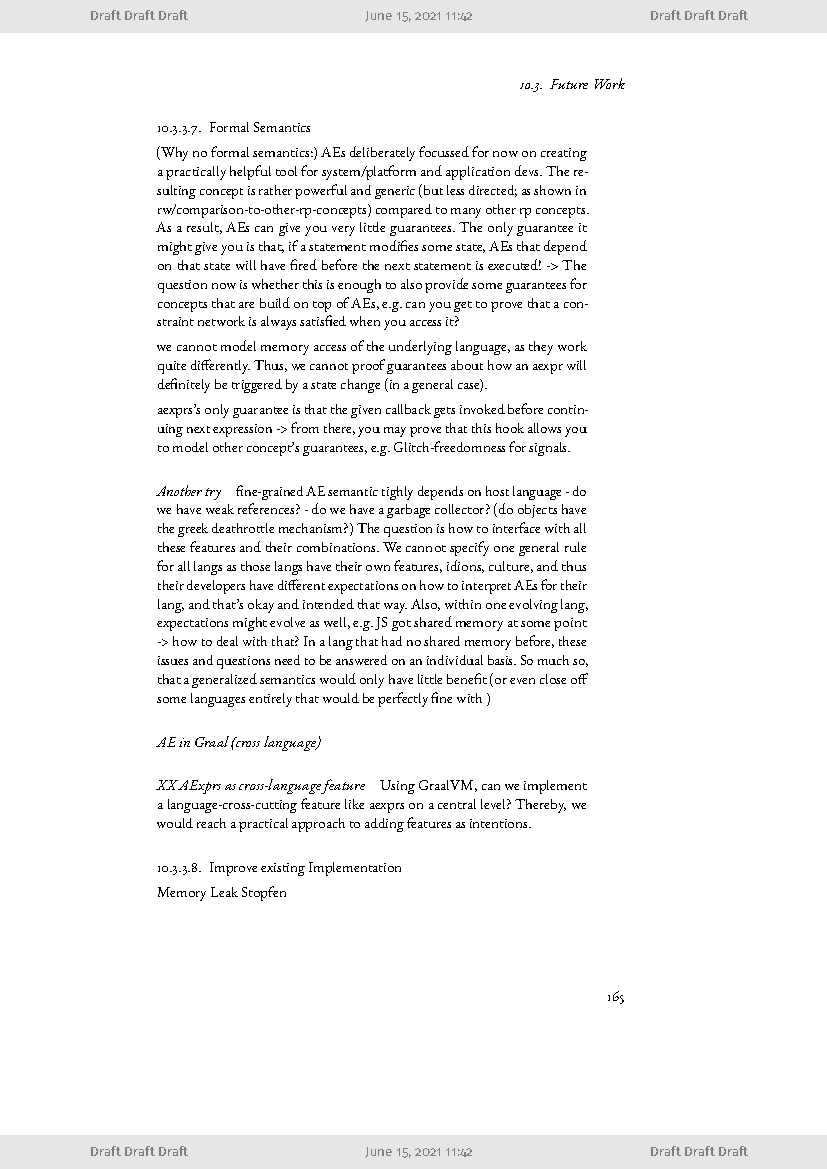 Draft Draft Draft June 15, 2021 11:42 Draft Draft Draft
10.3. Future Work
10.3.3.7. Formal Semantics
(Why no formal semantics:) AEs deliberately focussed for now on creating
a practically helpful tool for system/platform and application devs. The re-
sulting concept is rather powerful and generic (but less directed; as shown in
rw/comparison-to-other-rp-concepts) compared to many other rp concepts.
As a result, AEs can give you very little guarantees. The only guarantee it
might give you is that, if a statement modifies some state, AEs that depend
on that state will have fired before the next statement is executed! -> The
question now is whether this is enough to also provide some guarantees for
concepts that are build on top of AEs, e.g. can you get to prove that a con-
straint network is always satisfied when you access it?
we cannot model memory access of the underlying language, as they work
quite differently. Thus, we cannot proof guarantees about how an aexpr will
definitely be triggered by a state change (in a general case).
aexprs's only guarantee is that the given callback gets invoked before contin-
uing next expression -> from there, you may prove that this hook allows you
to model other concept's guarantees, e.g. Glitch-freedomness for signals.
Another try fine-grained AE semantic tighly depends on host language - do
we have weak references? - do we have a garbage collector? (do objects have
the greek deathrottle mechanism?) The question is how to interface with all
these features and their combinations. We cannot specify one general rule
for all langs as those langs have their own features, idions, culture, and thus
their developers have different expectations on how to interpret AEs for their
lang, and that's okay and intended that way. Also, within one evolving lang,
expectations might evolve as well, e.g. JS got shared memory at some point
-> how to deal with that? In a lang that had no shared memory before, these
issues and questions need to be answered on an individual basis. So much so,
that a generalized semantics would only have little benefit (or even close off
some languages entirely that would be perfectly fine with )
AE in Graal (cross language)
XX AExprs as cross-language feature Using GraalVM, can we implement
a language-cross-cutting feature like aexprs on a central level? Thereby, we
would reach a practical approach to adding features as intentions.
10.3.3.8. Improve existing Implementation
Memory Leak Stopfen
165
Draft Draft Draft June 15, 2021 11:42 Draft Draft Draft